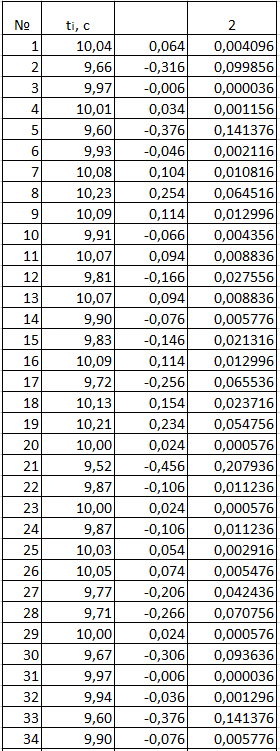 № ti, c 2
1 10,04 0,064 0,004096
2 9,66 -0,316 0,099856
3 9,97 -0,006 0,000036
4 10,01 0,034 0,001156
5 9,60 -0,376 0,141376
6 9,93 -0,046 0,002116
7 10,08 0,104 0,010816
8 10,23 0,254 0,064516
9 10,09 0,114 0,012996
10 9,91 -0,066 0,004356
11 10,07 0,094 0,008836
12 9,81 -0,166 0,027556
13 10,07 0,094 0,008836
14 9,90 -0,076 0,005776
15 9,83 -0,146 0,021316
16 10,09 0,114 0,012996
17 9,72 -0,256 0,065536
18 10,13 0,154 0,023716
19 10,21 0,234 0,054756
20 10,00 0,024 0,000576
21 9,52 -0,456 0,207936
22 9,87 -0,106 0,011236
23 10,00 0,024 0,000576
24 9,87 -0,106 0,011236
25 10,03 0,054 0,002916
26 10,05 0,074 0,005476
27 9,77 -0,206 0,042436
28 9,71 -0,266 0,070756
29 10,00 0,024 0,000576
30 9,67 -0,306 0,093636
31 9,97 -0,006 0,000036
32 9,94 -0,036 0,001296
33 9,60 -0,376 0,141376
34 9,90 -0,076 0,005776